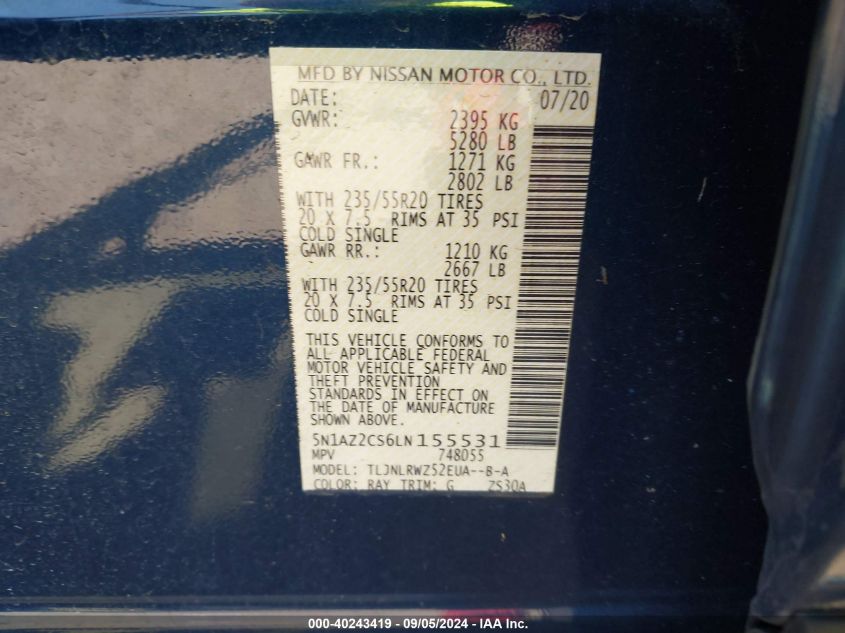 MFD BY NISSAN MOTOR CO., LTD.
DATE: 07/20
GVWR: 2395 KG
5280 LB
GAWR FR.: 1271 KG
2802 LB
WITH 235/55R20 TIRES
20 X 7.5 RIMS AT 35 PSI
COLD SINGLE
GAWR RR.: 1210 KG
2667 LB
WITH 235/55R20 TIRES
20 X 7.5 RIMS AT 35 PSI
COLD SINGLE
THIS VEHICLE CONFORMS TO
ALL APPLICABLE FEDERAL
MOTOR VEHICLE SAFETY AND
THEFT PREVENTION
STANDARDS IN EFFECT ON
THE DATE OF MANUFACTURE
SHOWN ABOVE.
5N1AZ2CS6LN155531
MPV 748055
MODEL: TLJNLRWZ52EUA--B-A
COLOR: RAY TRIM: G Z530A
000-40243419 - 09/05/2024 - IAA Inc.